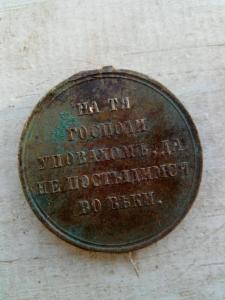 НА ТЯ
ГОСПОДИ
УПОВАХОМЪ, ДА
НЕ ПОСТЫДИМСЯ
ВО ВѢКИ.